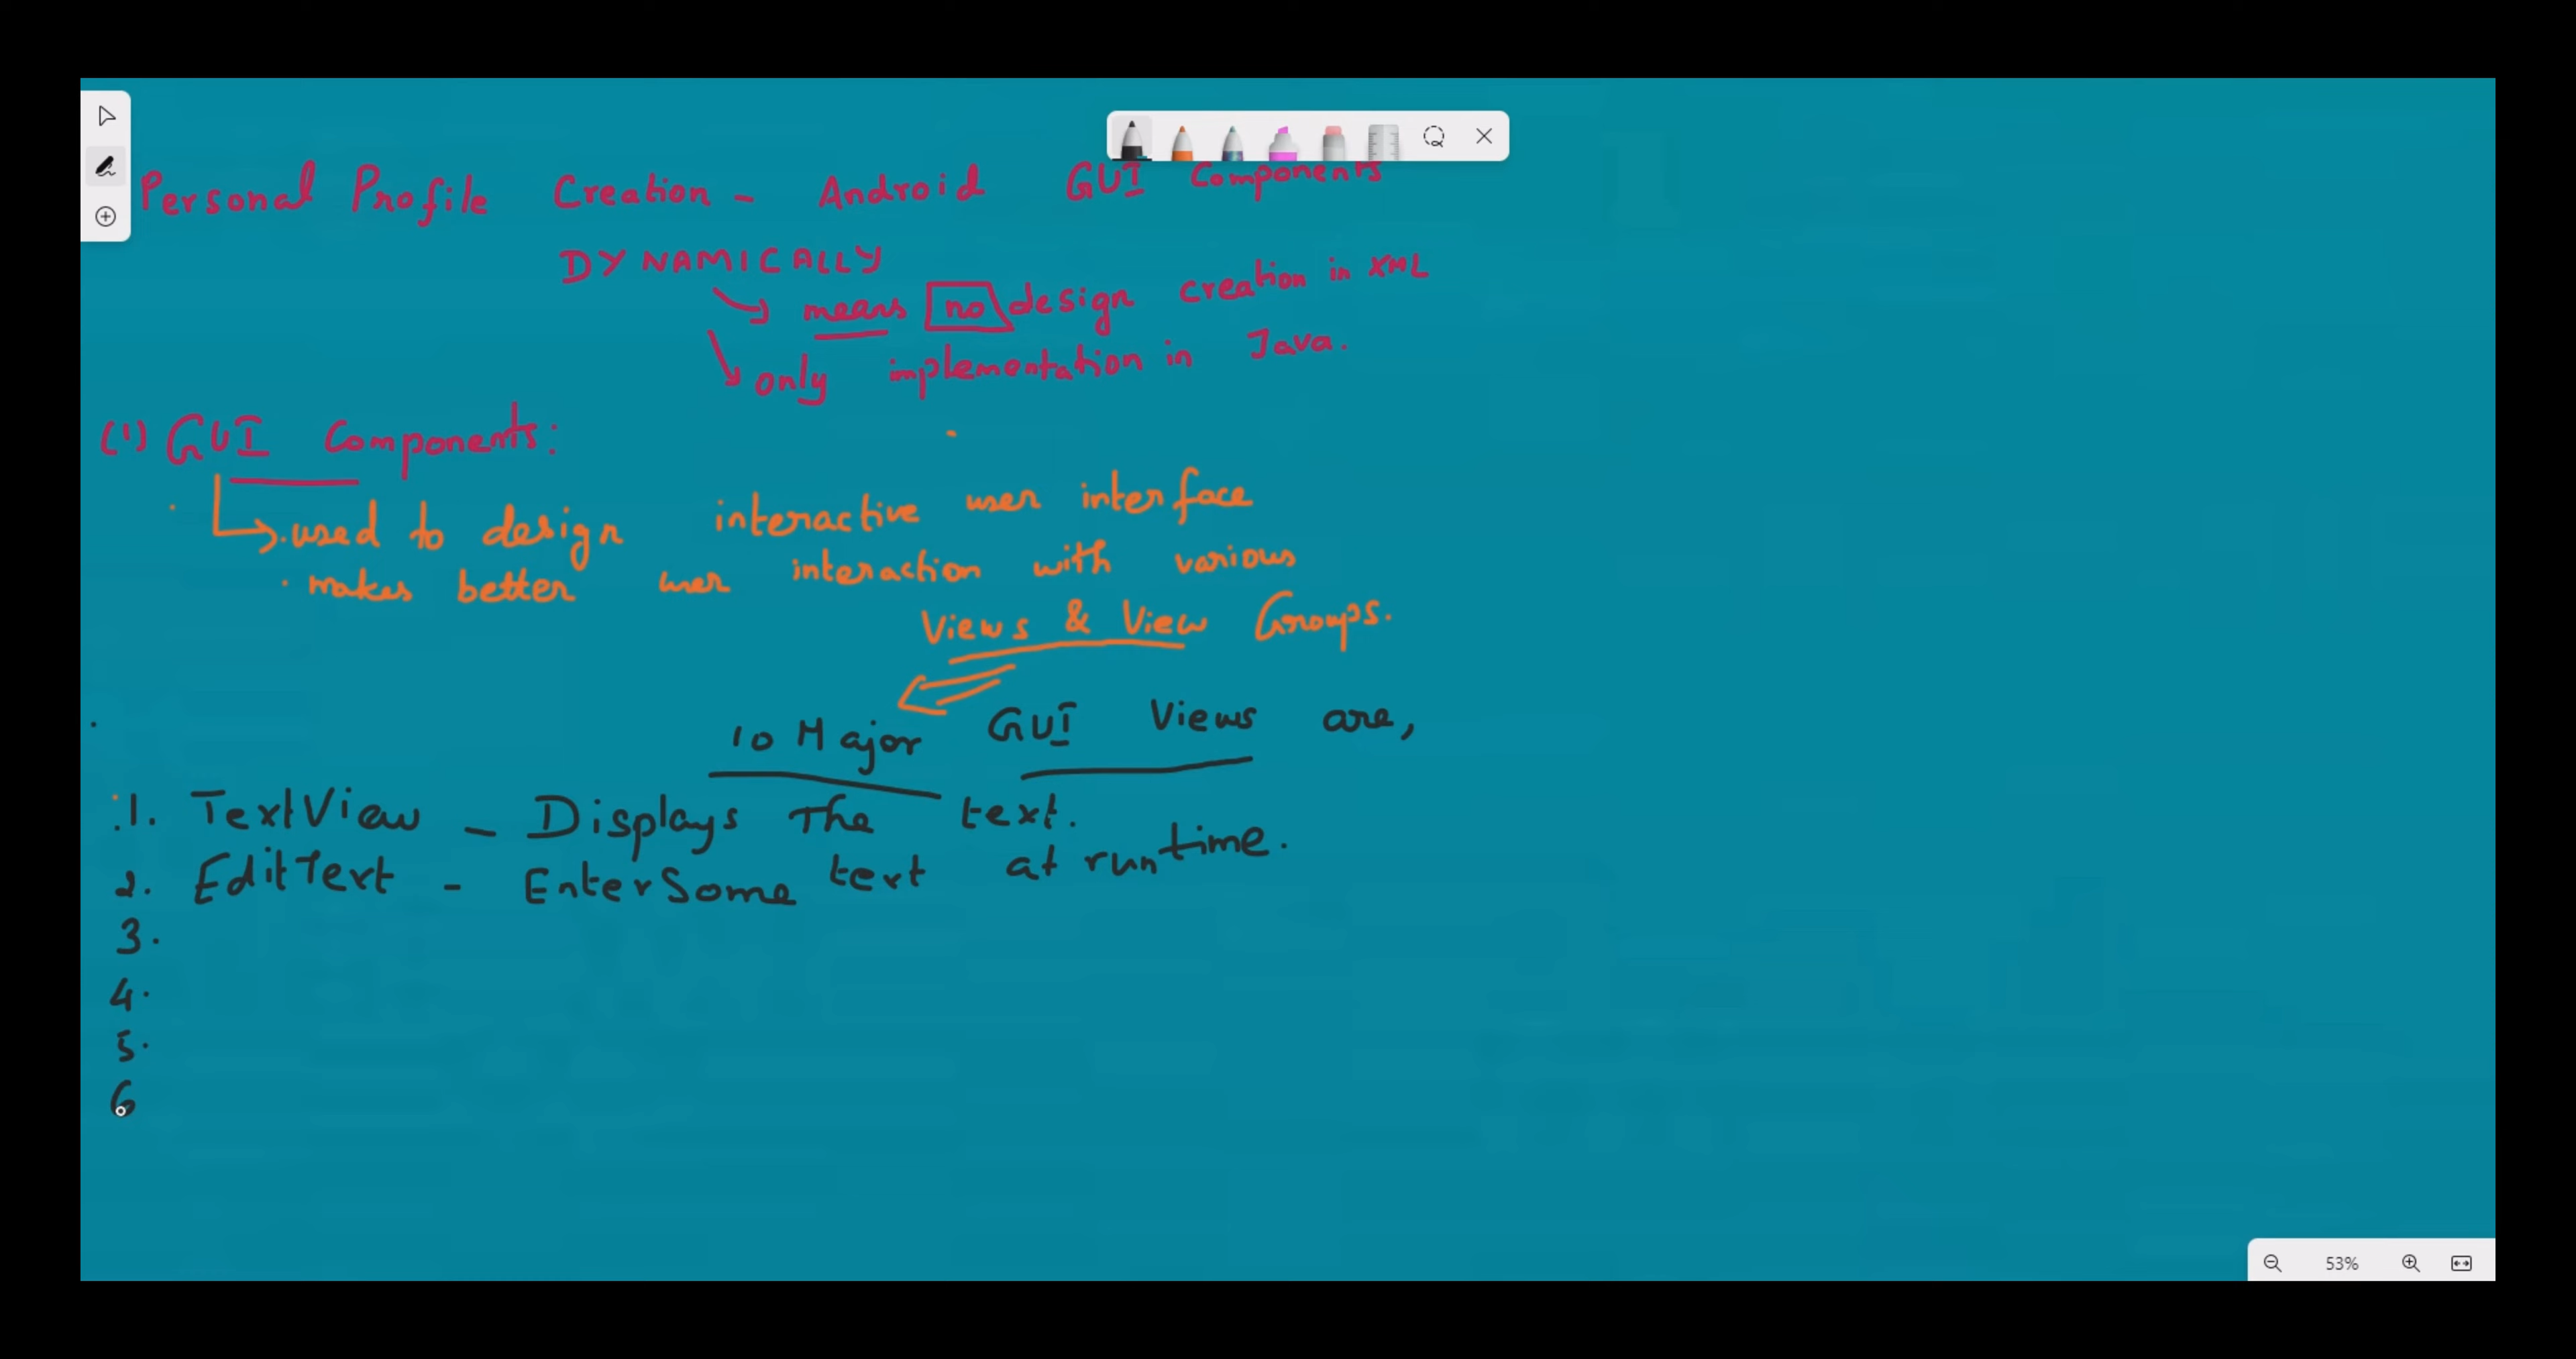 Personal Profile Creation - Android GUI Components
DYNAMICALLY
means no design creation in XML
only implementation in Java.
(1) GUI Components:
. used to design interactive user interface
. makes better user interaction with various
Views & View Groups.
10 Major GUI Views are,
1. TextView - Displays The text.
2. EditText - EnterSome text at runtime.
3.
4.
5.
6
53%